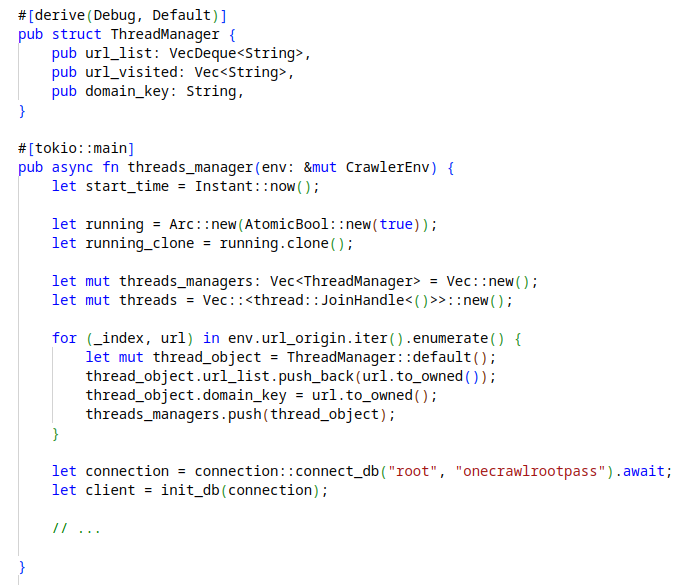 #[derive(Debug, Default)]
pub struct ThreadManager {
    pub url_list: VecDeque<String>,
    pub url_visited: Vec<String>,
    pub domain_key: String,
}

#[tokio::main]
pub async fn threads_manager(env: &mut CrawlerEnv) {
    let start_time = Instant::now();

    let running = Arc::new(AtomicBool::new(true));
    let running_clone = running.clone();

    let mut threads_managers: Vec<ThreadManager> = Vec::new();
    let mut threads = Vec::<thread::JoinHandle<()>>::new();

    for (_index, url) in env.url_origin.iter().enumerate() {
        let mut thread_object = ThreadManager::default();
        thread_object.url_list.push_back(url.to_owned());
        thread_object.domain_key = url.to_owned();
        threads_managers.push(thread_object);
    }

    let connection = connection::connect_db("root", "onecrawlrootpass").await;
    let client = init_db(connection);

    // ...

}